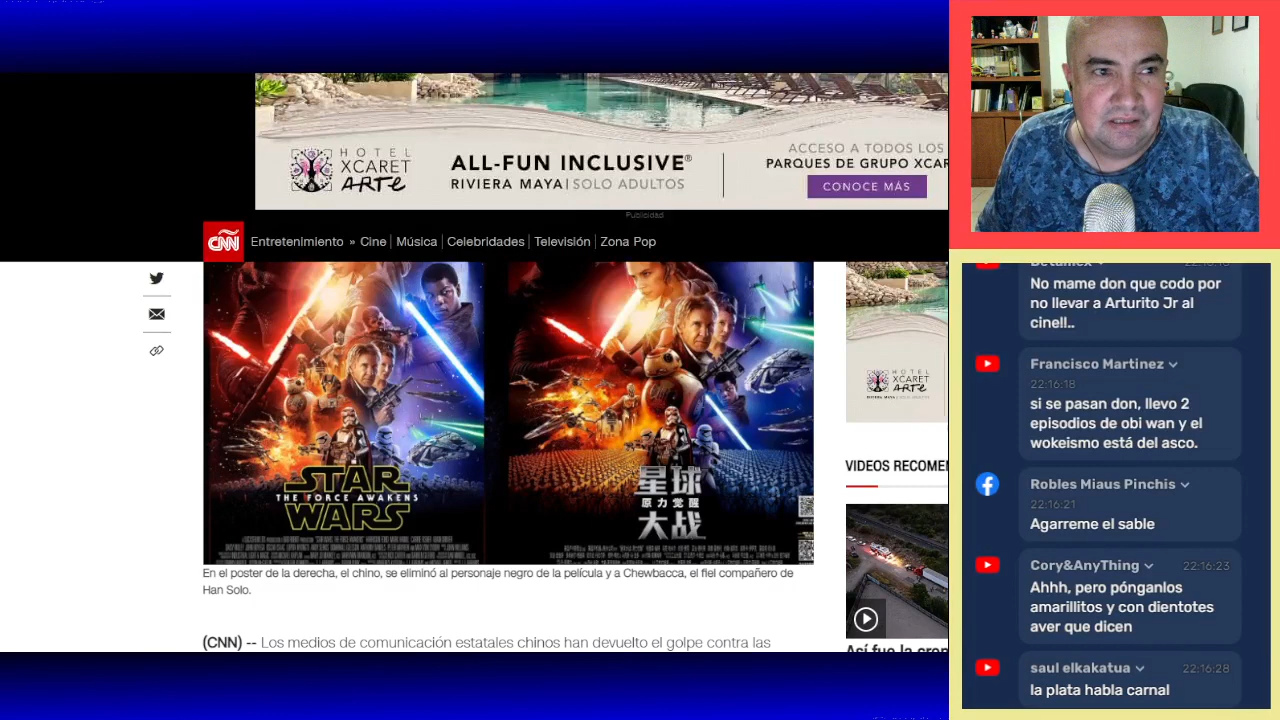 HOTEL
XCARET
ARTE
ALL-FUN INCLUSIVE®
RIVIERA MAYA | SOLO ADULTOS
ACCESO A TODOS LOS
PARQUES DE GRUPO XCAR
CONOCE MÁS
Publicidad
CNN
Entretenimiento » Cine | Música | Celebridades | Televisión | Zona Pop
STAR
THE FORCE AWAKENS
WARS
星球
原力觉醒
大战
En el poster de la derecha, el chino, se eliminó al personaje negro de la película y a Chewbacca, el fiel compañero de
Han Solo.
(CNN) -- Los medios de comunicación estatales chinos han devuelto el golpe contra las
HOTEL
XCARET
ARTE
VIDEOS RECOMEN
Así fue la cron
No mame don que codo por
no llevar a Arturito Jr al
cinell..
Francisco Martinez
22:16:18
si se pasan don, llevo 2
episodios de obi wan y el
wokeismo está del asco.
Robles Miaus Pinchis
22:16:21
Agarreme el sable
Cory&AnyThing 22:16:23
Ahhh, pero pónganlos
amarillitos y con dientotes
aver que dicen
saul elkakatua 22:16:28
la plata habla carnal